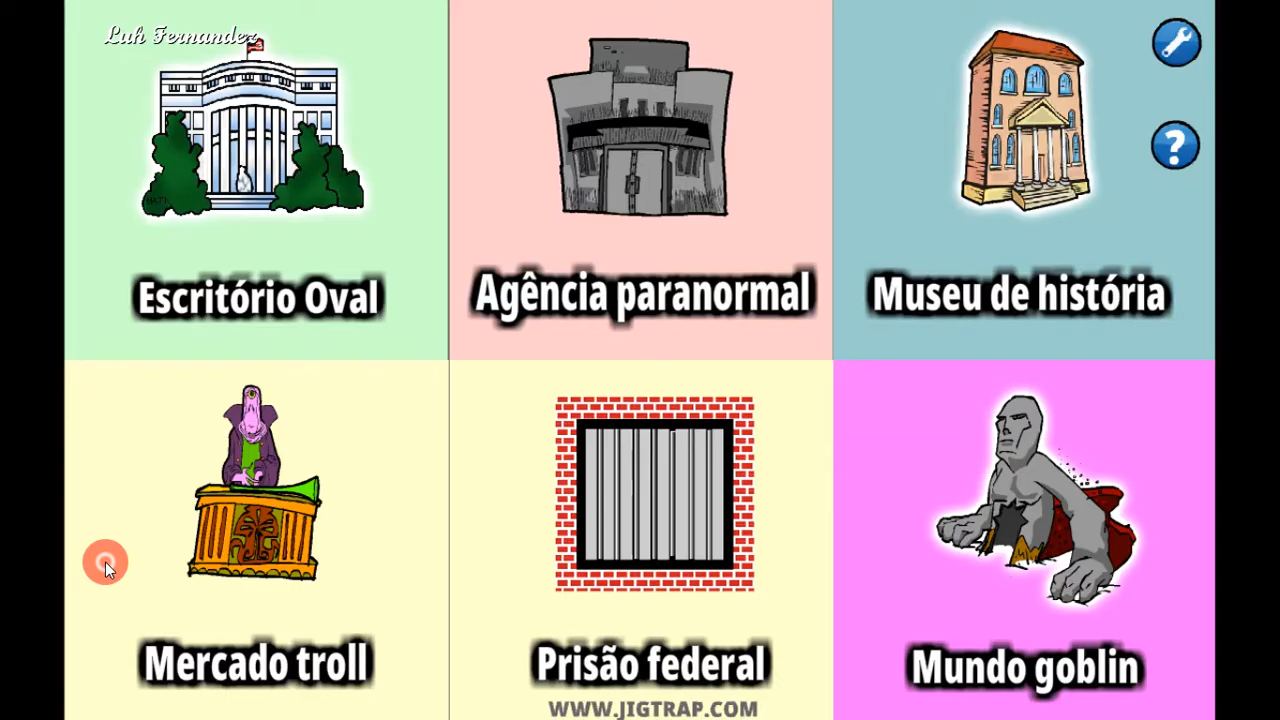 Luh Fernandez
Escritório Oval
Agência paranormal
Museu de história
?
Mercado troll
Prisão federal
Mundo goblin
WWW.JIGTRAP.COM